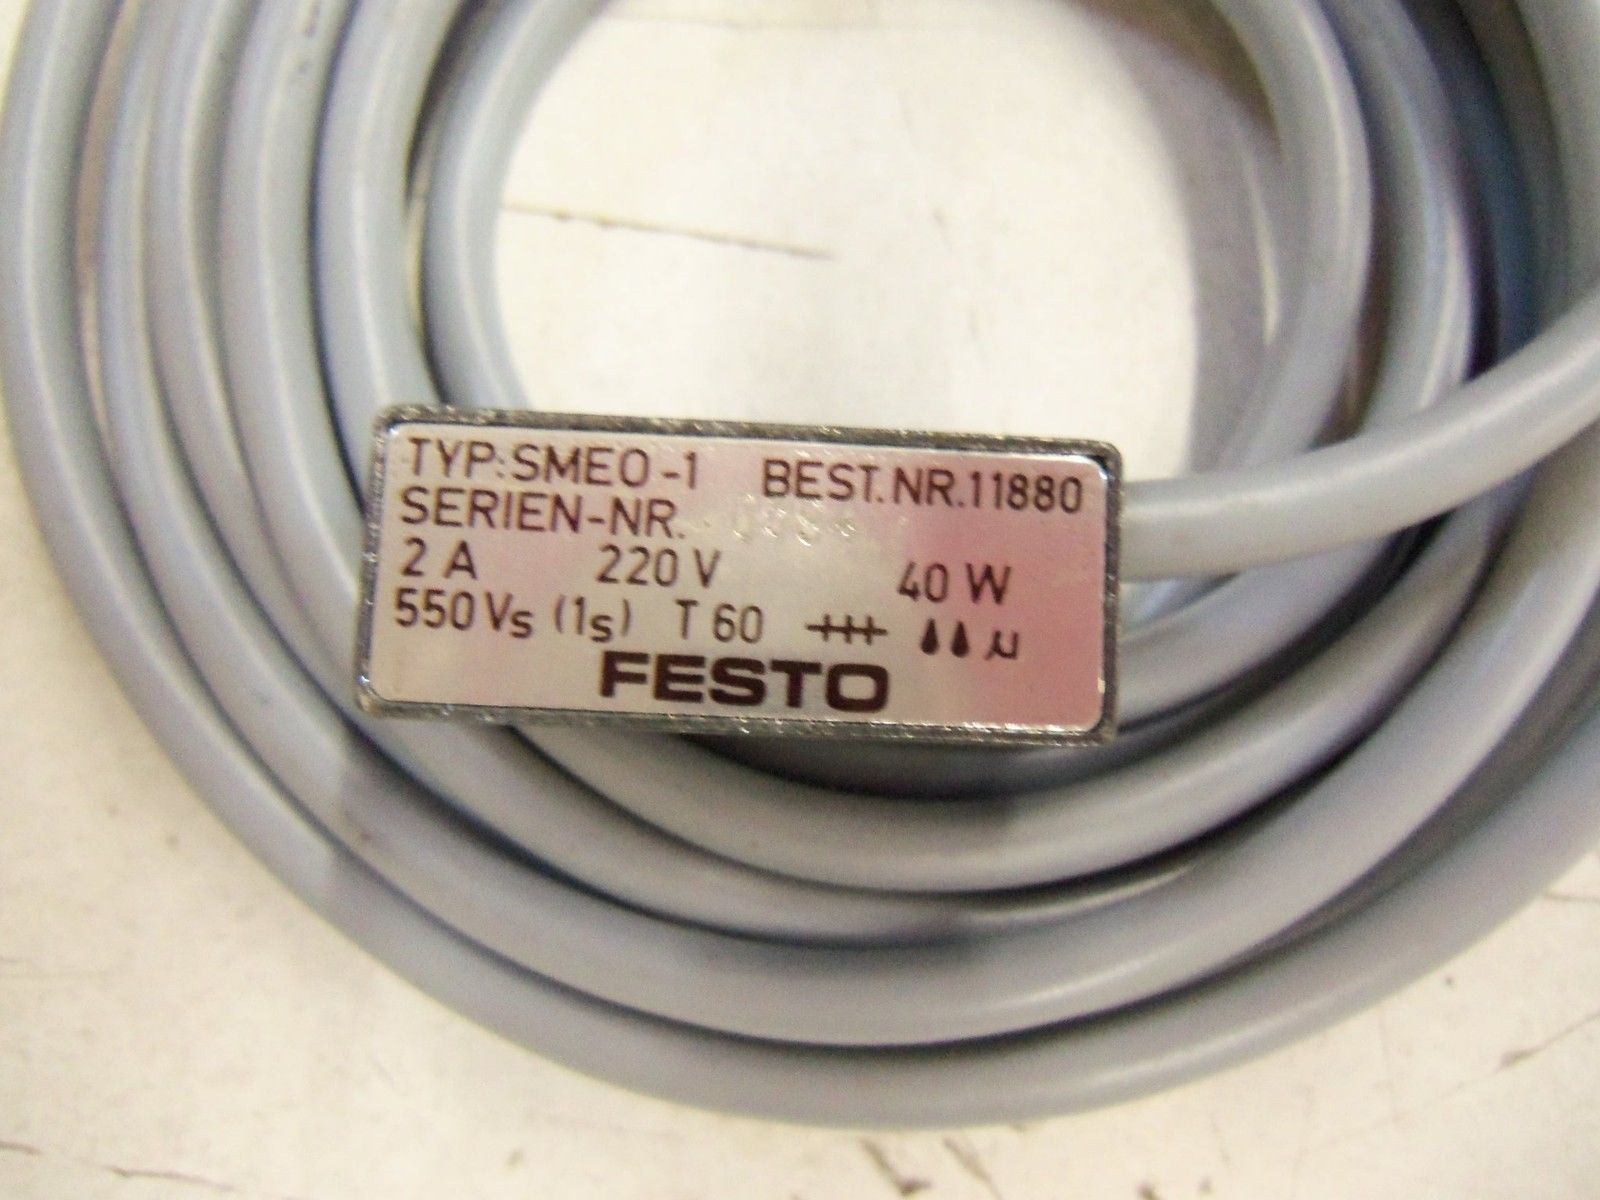 TYP:SMEO-1 BEST.NR.11880
SERIEN-NR.
2 A 220 V 40 W
550 Vs (1s) T 60 μ
FESTO